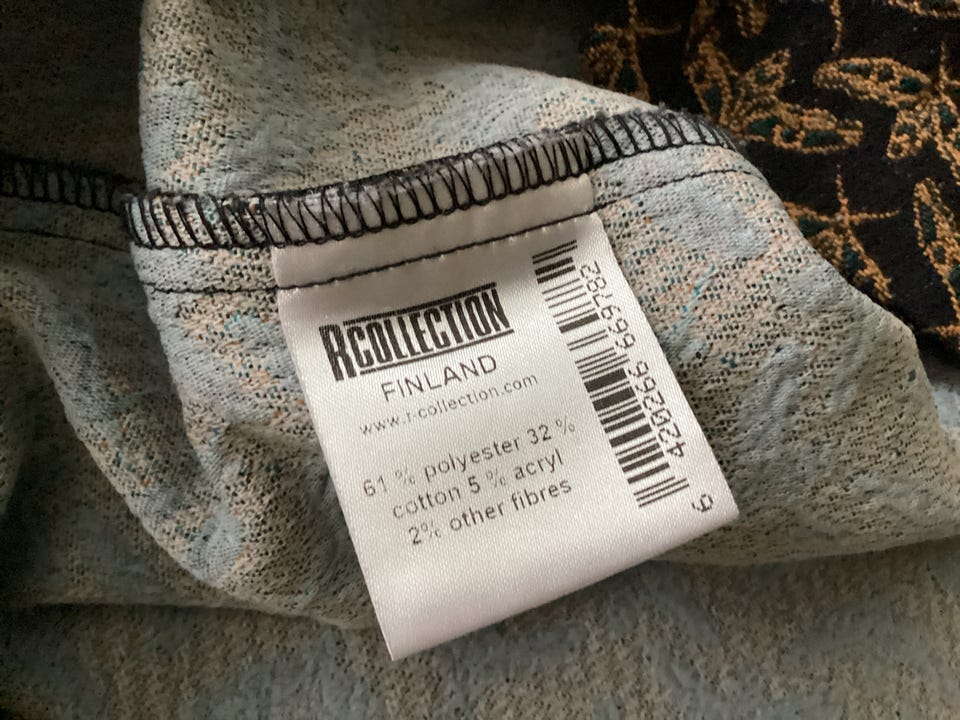 RCOLLECTION
FINLAND
www.r-collection.com
61 % polyester 32 %
cotton 5 % acryl
2% other fibres
6 420266 669782